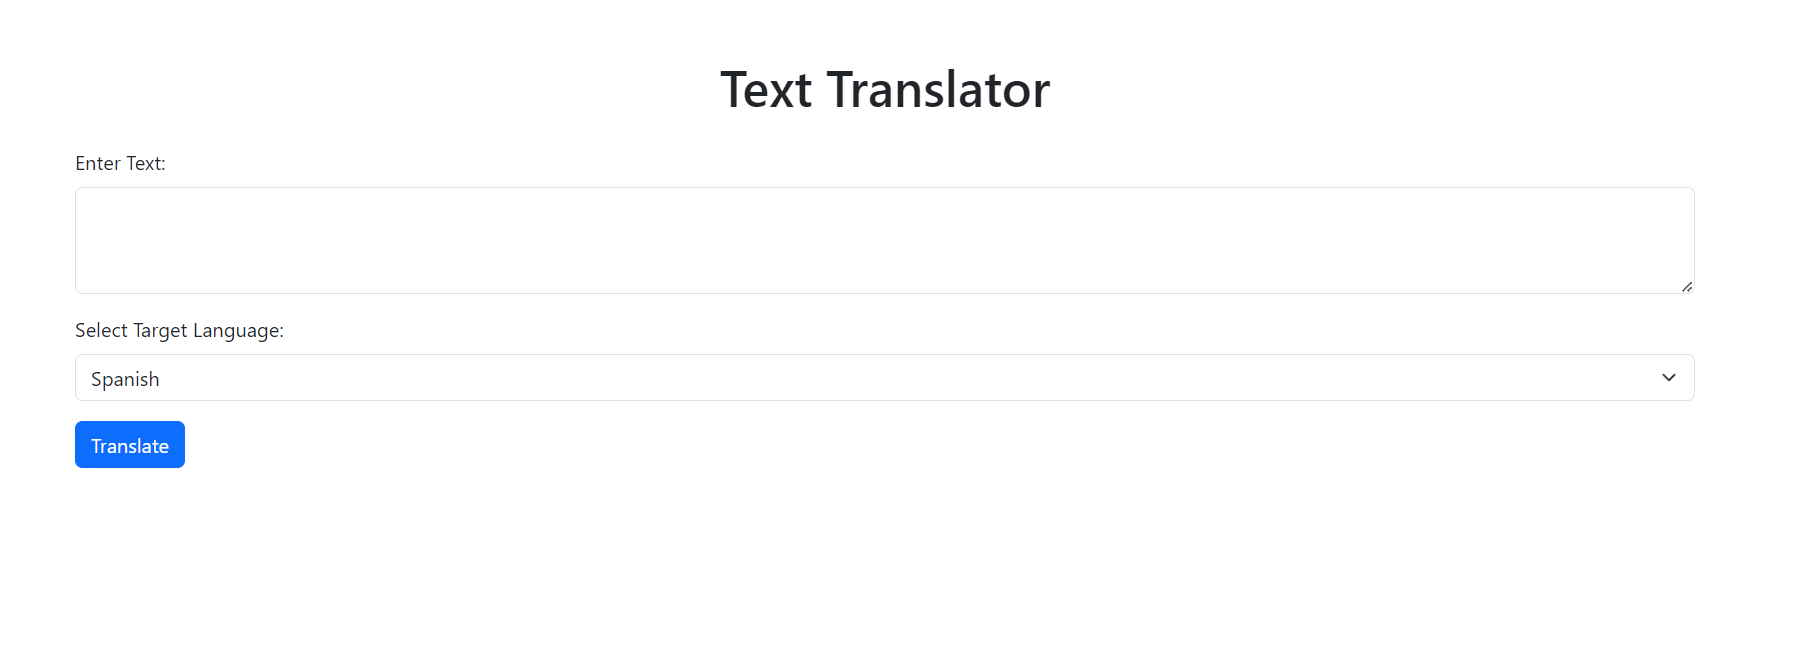 Text Translator
Enter Text:
Select Target Language:
Spanish
Translate